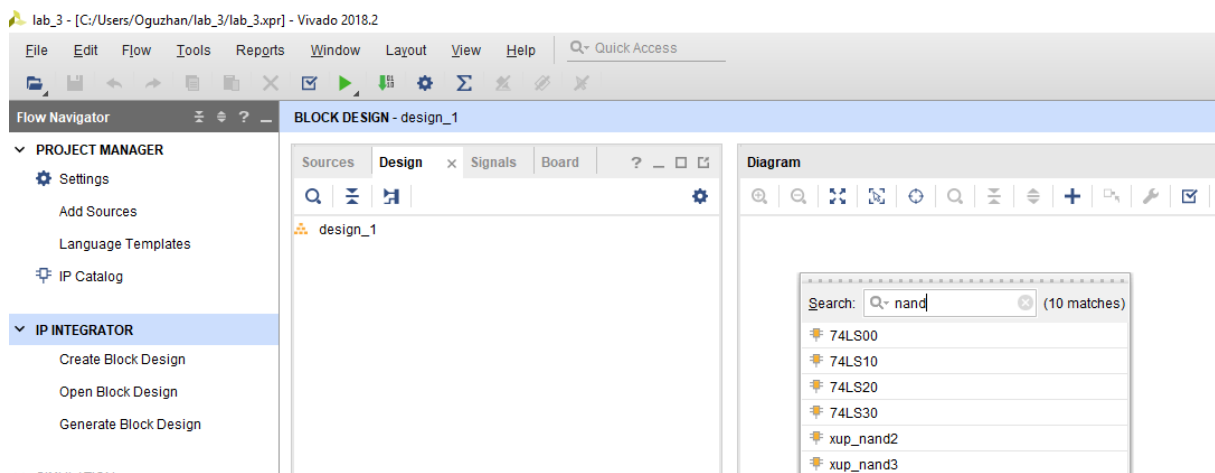 lab_3 - [C:/Users/Oguzhan/lab_3/lab_3.xpr] - Vivado 2018.2
File Edit Flow Tools Reports Window Layout View Help Quick Access
Flow Navigator ? _
BLOCK DESIGN - design_1
PROJECT MANAGER
Settings
Add Sources
Language Templates
IP Catalog
IP INTEGRATOR
Create Block Design
Open Block Design
Generate Block Design
Sources Design × Signals Board ? _
design_1
Diagram
Search: nand (10 matches)
74LS00
74LS10
74LS20
74LS30
xup_nand2
xup_nand3